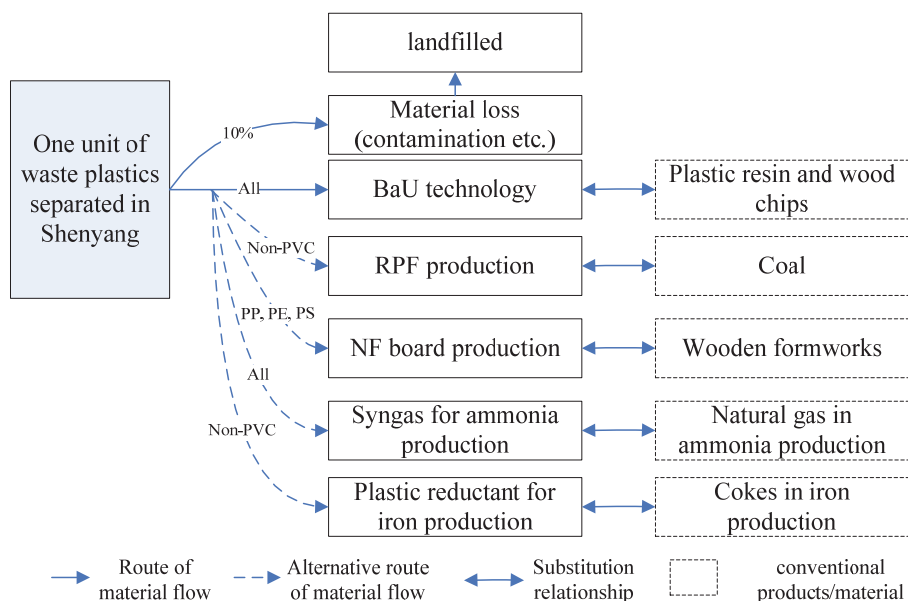 landfilled
One unit of
waste plastics
separated in
Shenyang
10%
Material loss
(contamination etc.)
All
BaU technology
Plastic resin and wood
chips
Non-PVC
RPF production
Coal
PP, PE, PS
NF board production
Wooden formworks
All
Syngas for ammonia
production
Natural gas in
ammonia production
Non-PVC
Plastic reductant for
iron production
Cokes in iron
production
Route of
material flow
Alternative route
of material flow
Substitution
relationship
conventional
products/material